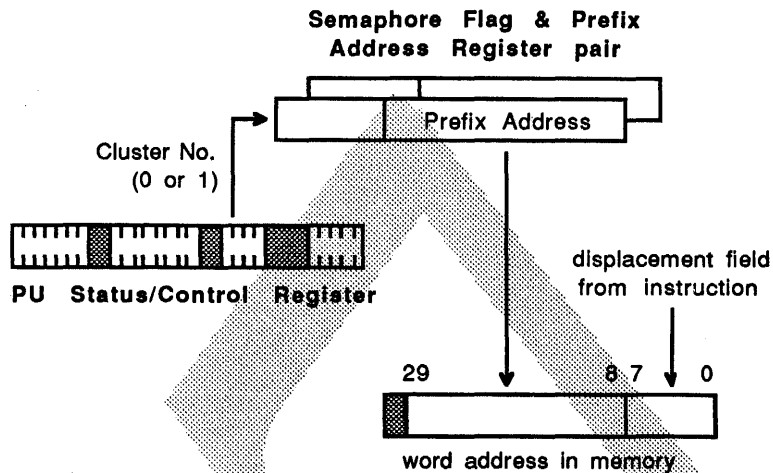 Semaphore Flag & Prefix
Address Register pair
Prefix Address
Cluster No.
(0 or 1)
PU Status/Control Register
displacement field
from instruction
29 8 7 0
word address in memory